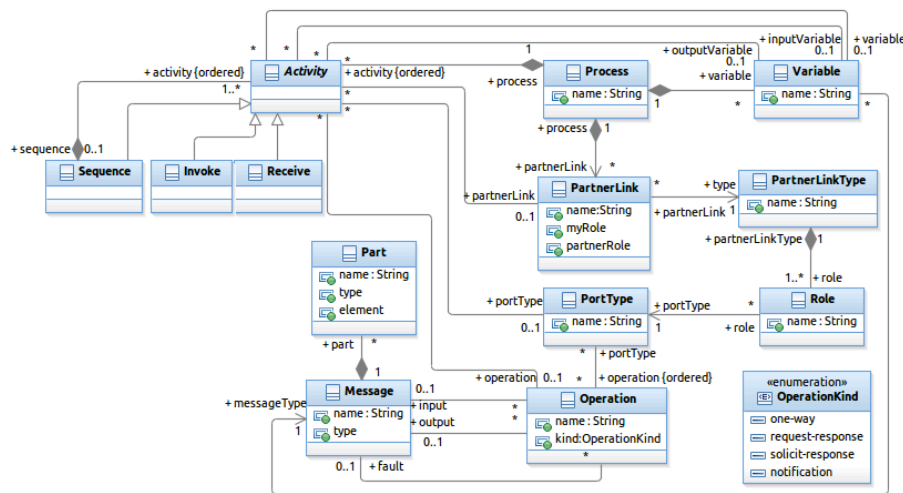 + inputVariable
+ variable
* * *
1
+ outputVariable
0..1
0..1
0..1
+ activity {ordered}
Activity
*
+ activity {ordered}
+ process
Process
name : String
1
+ variable
*
Variable
name : String
1..*
*
*
*
+ process
1
+ sequence
0..1
Sequence
Invoke
Receive
+ partnerLink
*
+ partnerLink
0..1
PartnerLink
name:String
myRole
partnerRole
*
+ type
+ partnerLink
1
PartnerLinkType
name : String
+ partnerLinkType
1
Part
name : String
type
element
1..*
+ role
+ portType
0..1
PortType
name : String
+ portType
*
1
+ role
Role
name : String
+ part
*
1
*
+ portType
+ operation
0..1
*
+ operation {ordered}
+ messageType
1
Message
name : String
type
0..1
+ input
*
+ output
*
0..1
Operation
name : String
kind:OperationKind
*
0..1
+ fault
«enumeration»
OperationKind
one-way
request-response
solicit-response
notification